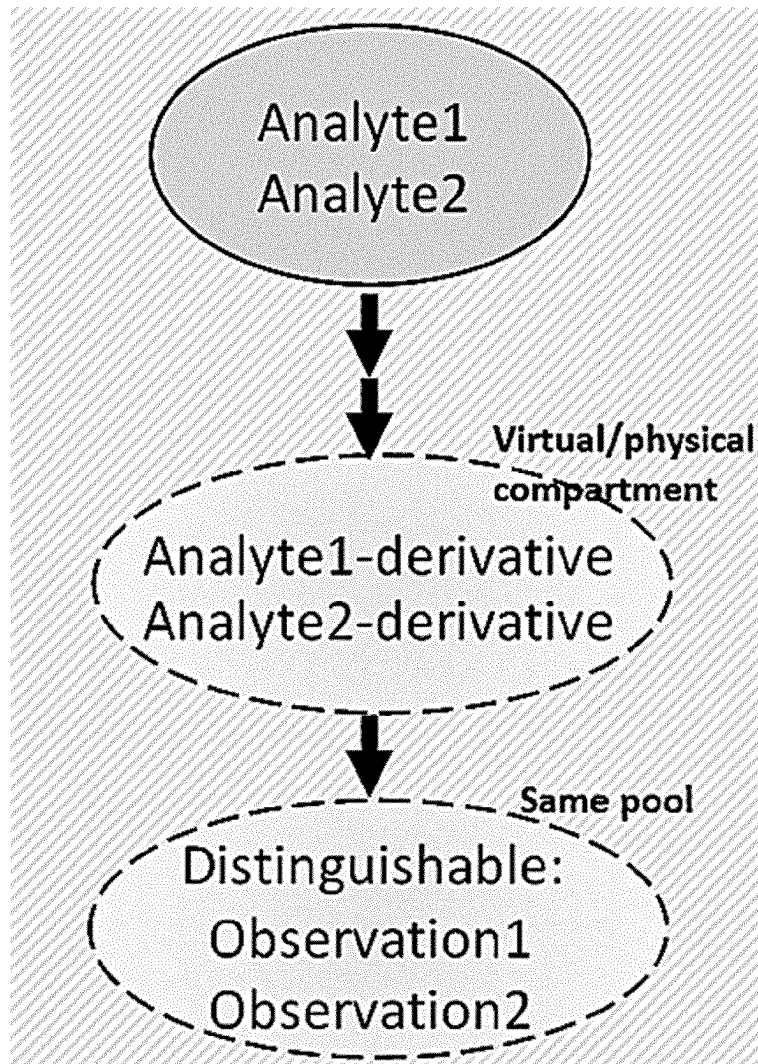 Analyte1
Analyte2
Virtual/physical
compartment
Analyte1-derivative
Analyte2-derivative
Same pool
Distinguishable:
Observation1
Observation2